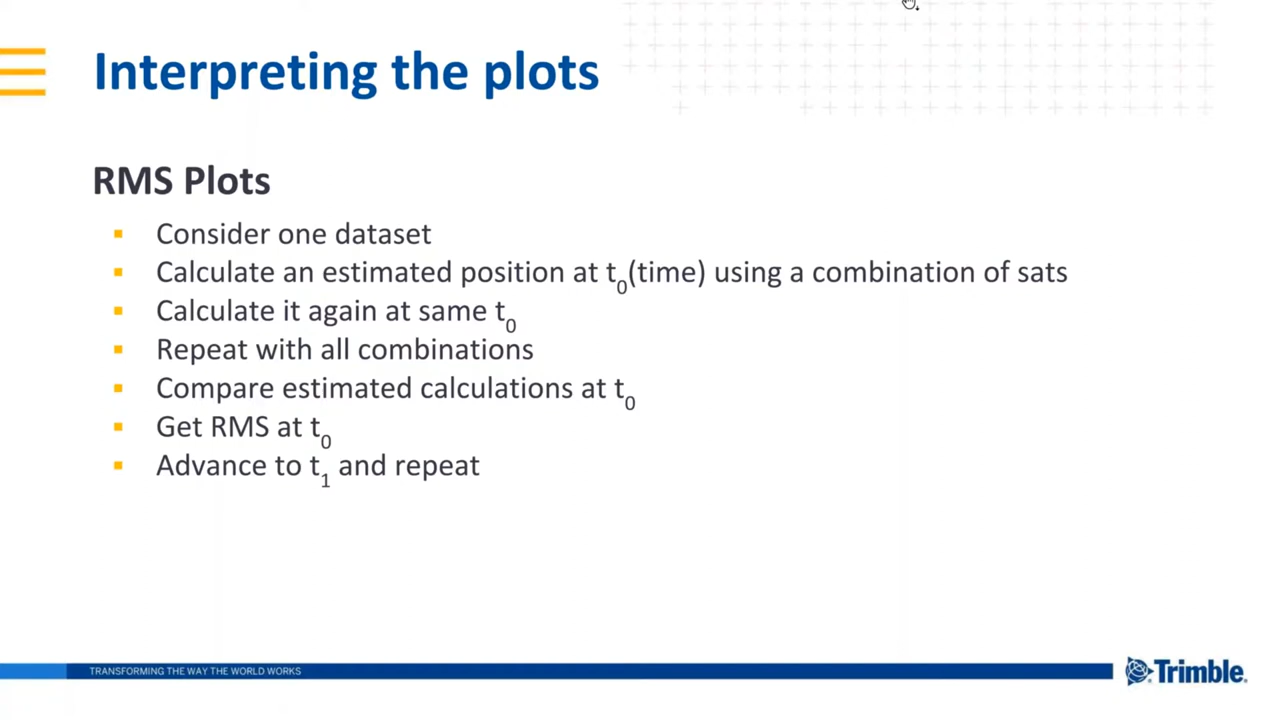 Interpreting the plots
RMS Plots
▪ Consider one dataset
▪ Calculate an estimated position at t₀(time) using a combination of sats
▪ Calculate it again at same t₀
▪ Repeat with all combinations
▪ Compare estimated calculations at t₀
▪ Get RMS at t₀
▪ Advance to t₁ and repeat
TRANSFORMING THE WAY THE WORLD WORKS
Trimble.